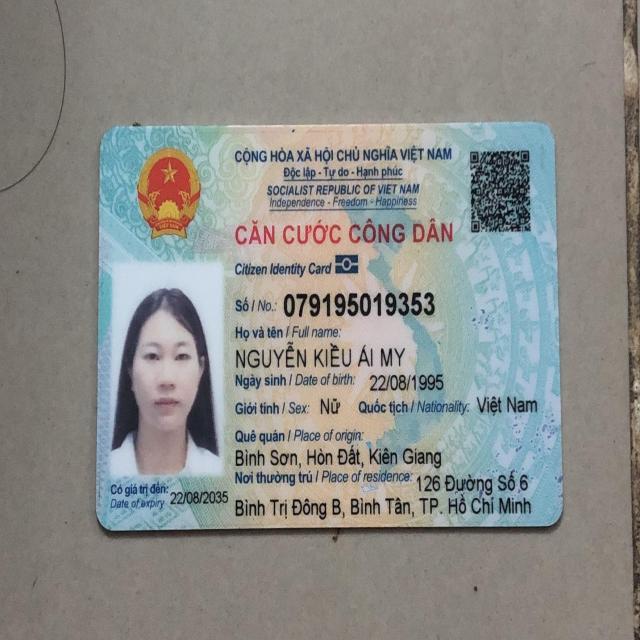 CỘNG HÒA XÃ HỘI CHỦ NGHĨA VIỆT NAM
Độc lập - Tự do - Hạnh phúc
SOCIALIST REPUBLIC OF VIET NAM
Independence - Freedom - Happiness
CĂN CƯỚC CÔNG DÂN
Citizen Identity Card
Số / No.: 079195019353
Họ và tên / Full name:
NGUYỄN KIỀU ÁI MY
Ngày sinh / Date of birth: 22/08/1995
Giới tính / Sex: Nữ Quốc tịch / Nationality: Việt Nam
Quê quán / Place of origin:
Bình Sơn, Hòn Đất, Kiên Giang
Nơi thường trú / Place of residence: 126 Đường Số 6
Bình Trị Đông B, Bình Tân, TP. Hồ Chí Minh
Có giá trị đến: 22/08/2035
Date of expiry